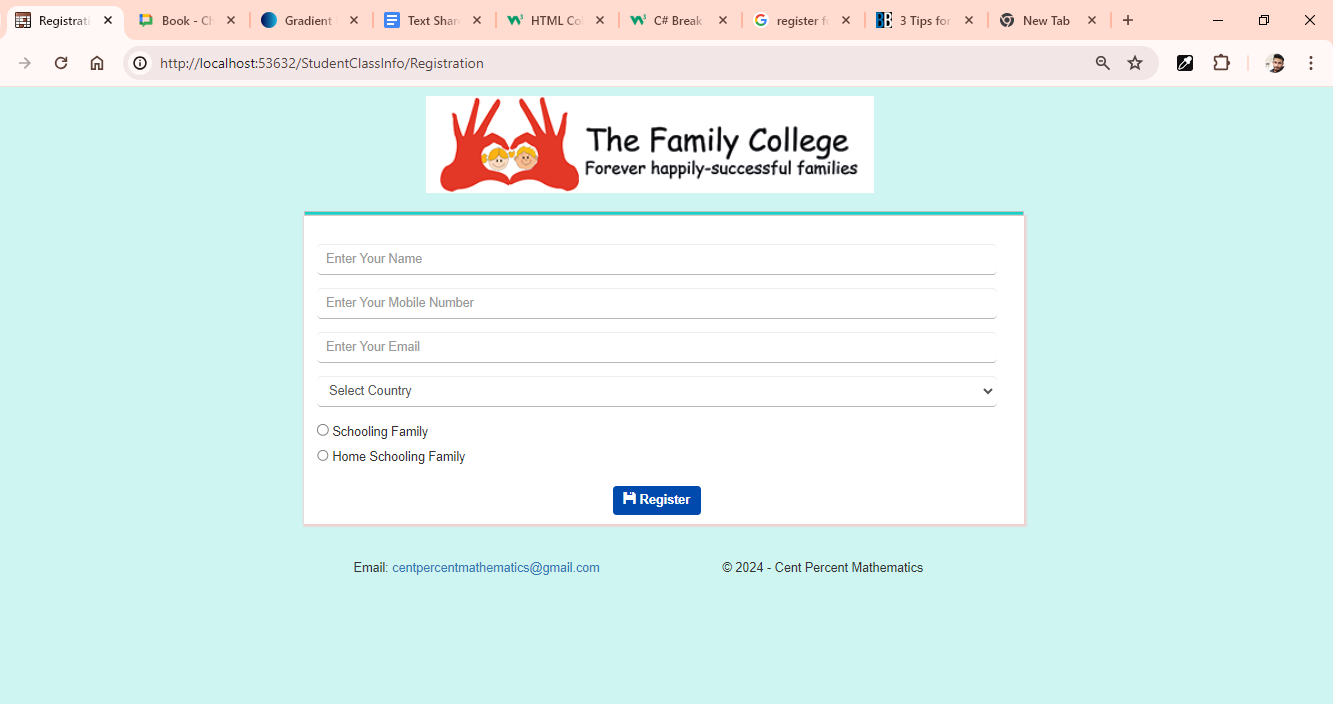 Registrati
Book - Ch
Gradient
Text Share
HTML Co
C# Break
register fo
3 Tips for
New Tab
http://localhost:53632/StudentClassInfo/Registration
The Family College
Forever happily-successful families
Enter Your Name
Enter Your Mobile Number
Enter Your Email
Select Country
Schooling Family
Home Schooling Family
Register
Email: centpercentmathematics@gmail.com
© 2024 - Cent Percent Mathematics